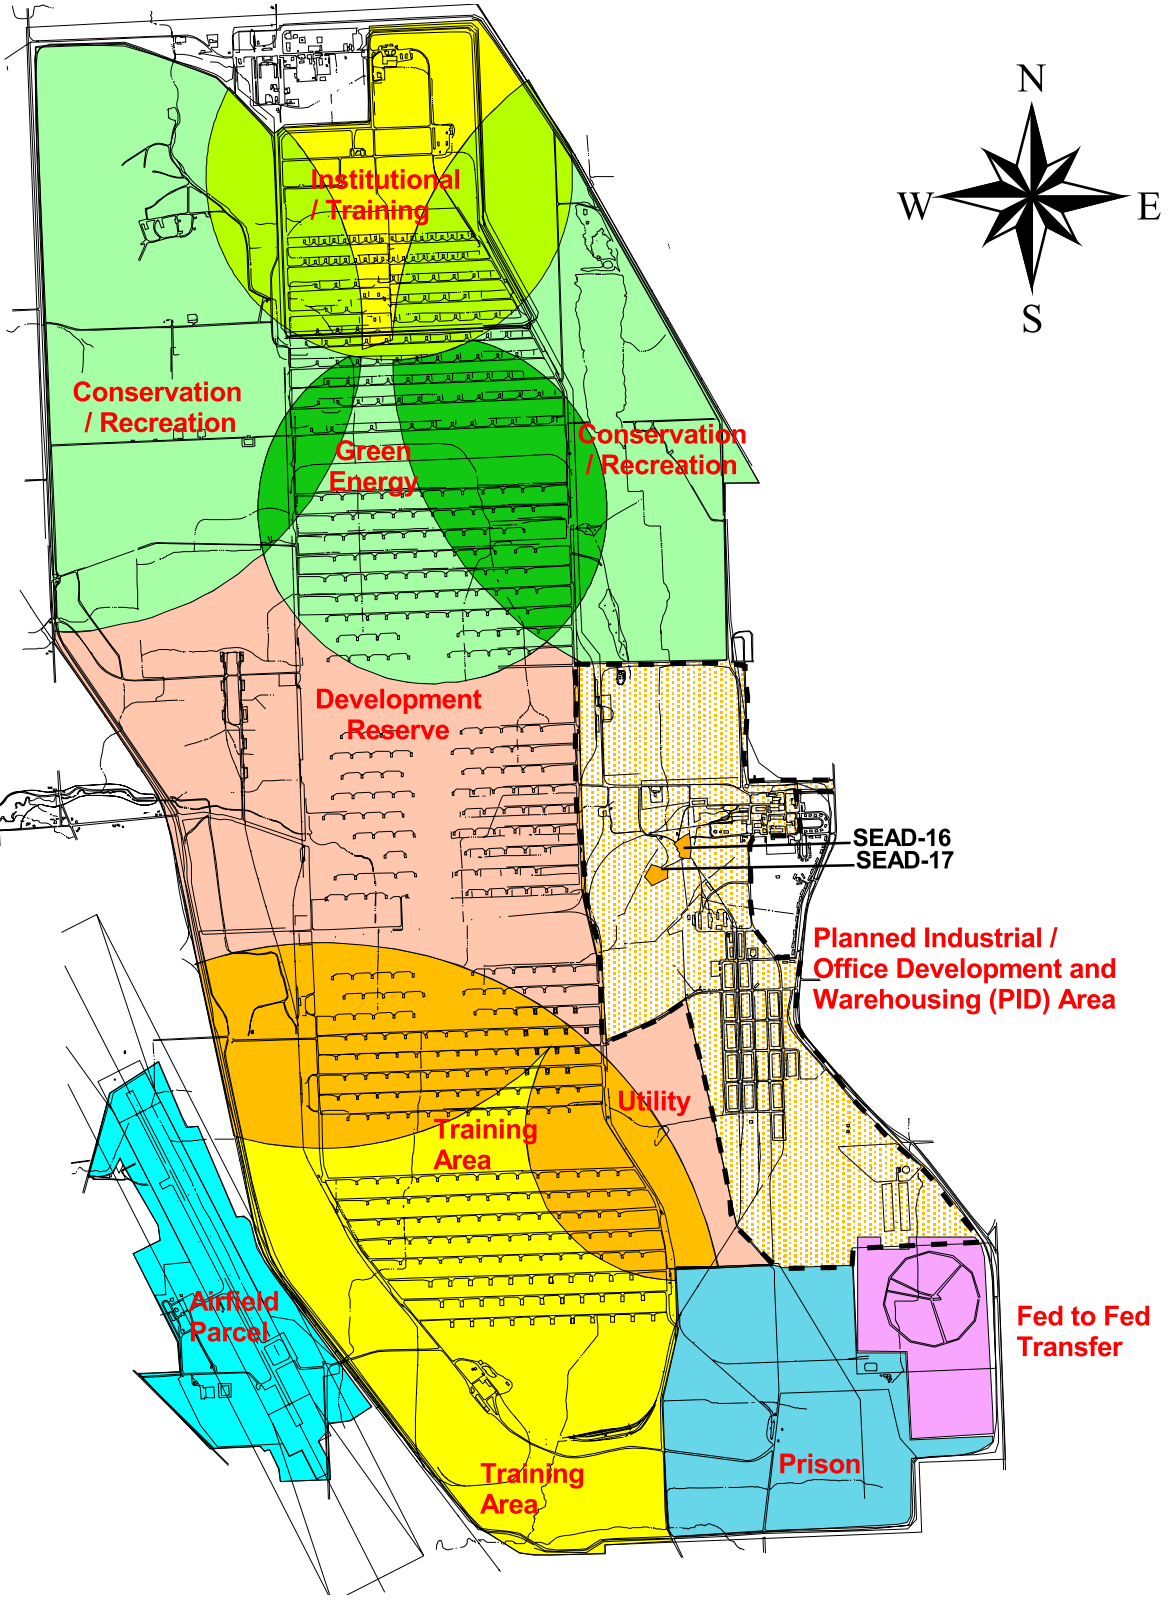 N
W
E
S
Institutional
/ Training
Conservation
/ Recreation
Green
Energy
Conservation
/ Recreation
Development
Reserve
SEAD-16
SEAD-17
Planned Industrial /
Office Development and
Warehousing (PID) Area
Utility
Training
Area
Airfield
Parcel
Fed to Fed
Transfer
Prison
Training
Area